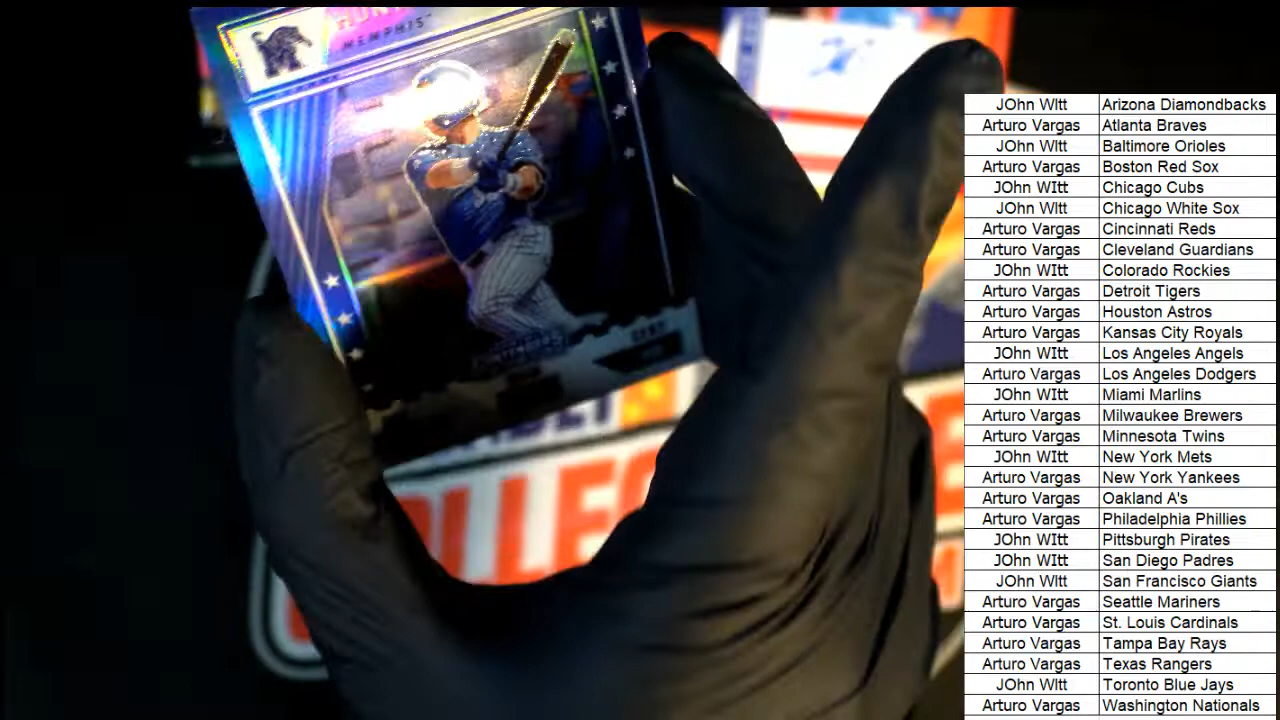 MEMPHIS
JOhn WItt Arizona Diamondbacks
Arturo Vargas Atlanta Braves
JOhn WItt Baltimore Orioles
Arturo Vargas Boston Red Sox
JOhn WItt Chicago Cubs
JOhn WItt Chicago White Sox
Arturo Vargas Cincinnati Reds
Arturo Vargas Cleveland Guardians
JOhn WItt Colorado Rockies
Arturo Vargas Detroit Tigers
Arturo Vargas Houston Astros
Arturo Vargas Kansas City Royals
JOhn WItt Los Angeles Angels
Arturo Vargas Los Angeles Dodgers
JOhn WItt Miami Marlins
Arturo Vargas Milwaukee Brewers
Arturo Vargas Minnesota Twins
JOhn WItt New York Mets
Arturo Vargas New York Yankees
Arturo Vargas Oakland A's
Arturo Vargas Philadelphia Phillies
JOhn WItt Pittsburgh Pirates
JOhn WItt San Diego Padres
JOhn WItt San Francisco Giants
Arturo Vargas Seattle Mariners
Arturo Vargas St. Louis Cardinals
Arturo Vargas Tampa Bay Rays
Arturo Vargas Texas Rangers
JOhn WItt Toronto Blue Jays
Arturo Vargas Washington Nationals